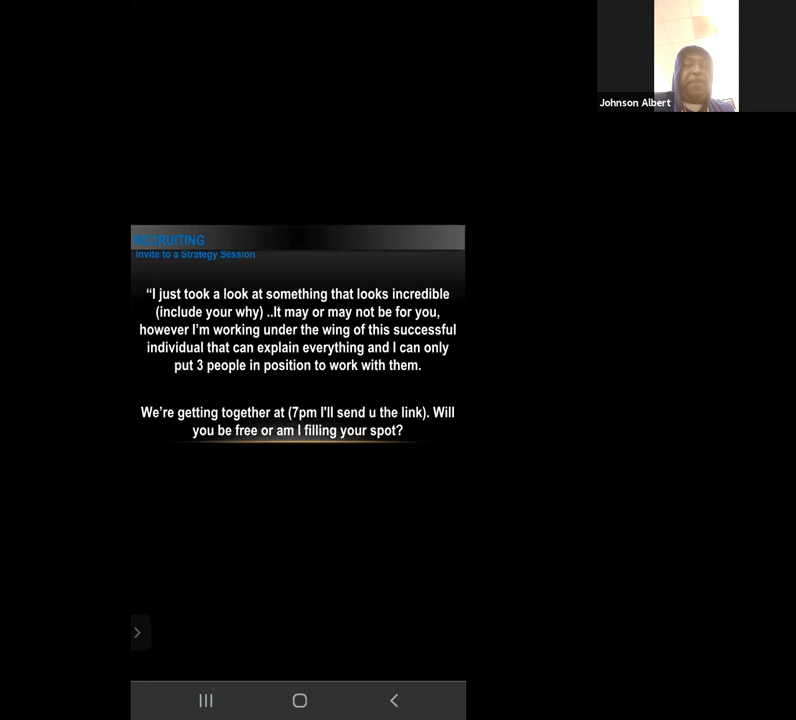 Johnson Albert
RECRUITING
Invite to a Strategy Session
“I just took a look at something that looks incredible
(include your why) ..It may or may not be for you,
however I’m working under the wing of this successful
individual that can explain everything and I can only
put 3 people in position to work with them.
We’re getting together at (7pm I'll send u the link). Will
you be free or am I filling your spot?